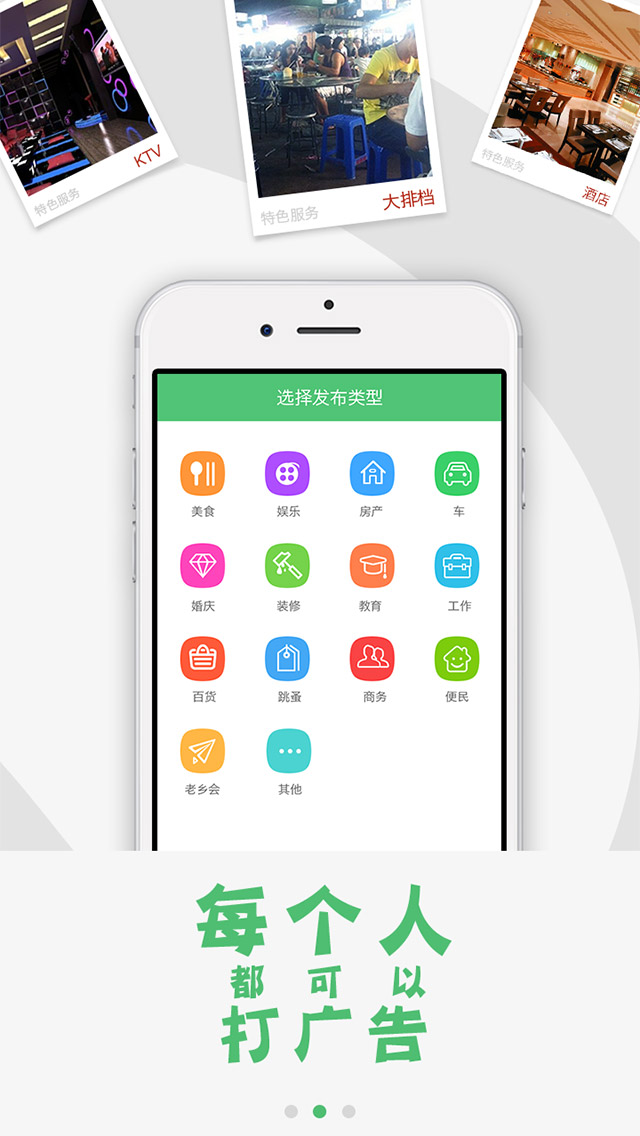 特色服务
KTV
特色服务
大排档
特色服务
酒店
选择发布类型
美食 娱乐 房产 车
婚庆 装修 教育 工作
百货 跳蚤 商务 便民
老乡会 其他
每个人
都可以
打广告